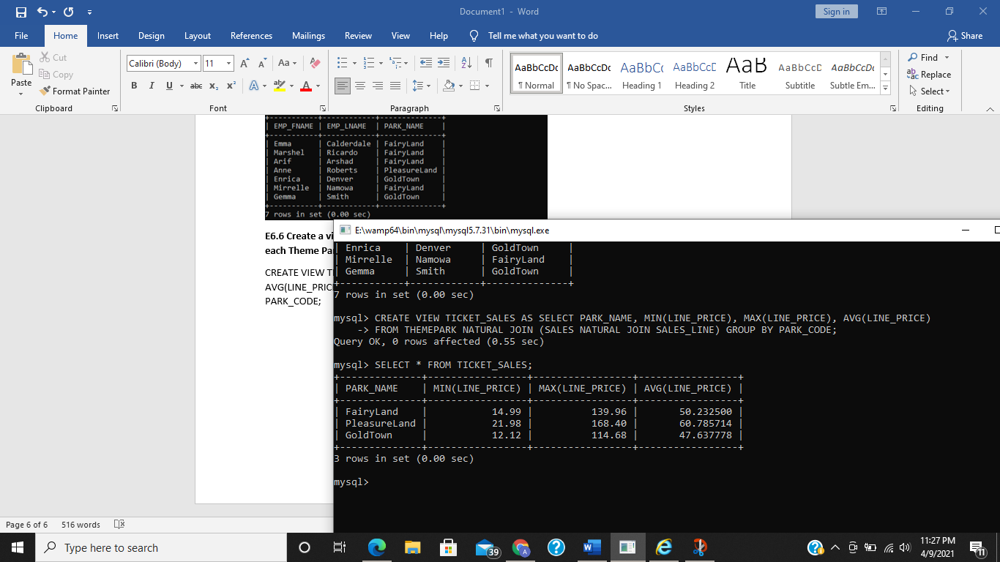 Document1 - Word
Sign in
File Home Insert Design Layout References Mailings Review View Help Tell me what you want to do Share
Paste
Cut
Copy
Format Painter
Clipboard
Calibri (Body) 11
Font
Paragraph
AaBbCcDc ¶ Normal
AaBbCcDc ¶ No Spac...
AaBbCc Heading 1
AaBbCcD Heading 2
AaB Title
AaBbCcD Subtitle
AaBbCcDc Subtle Em...
Styles
Find
Replace
Select
Editing
+-----------+------------+--------------+
| EMP_FNAME | EMP_LNAME | PARK_NAME |
+-----------+------------+--------------+
| Emma | Calderdale | FairyLand |
| Marshel | Ricardo | FairyLand |
| Arif | Arshad | FairyLand |
| Anne | Roberts | PleasureLand |
| Enrica | Denver | GoldTown |
| Mirrelle | Namowa | FairyLand |
| Gemma | Smith | GoldTown |
+-----------+------------+--------------+
7 rows in set (0.00 sec)
E6.6 Create a vi
each Theme Pa
CREATE VIEW T
AVG(LINE_PRIC
PARK_CODE;
E:\wamp64\bin\mysql\mysql5.7.31\bin\mysql.exe
| Enrica | Denver | GoldTown |
| Mirrelle | Namowa | FairyLand |
| Gemma | Smith | GoldTown |
+-----------+------------+--------------+
7 rows in set (0.00 sec)
mysql> CREATE VIEW TICKET_SALES AS SELECT PARK_NAME, MIN(LINE_PRICE), MAX(LINE_PRICE), AVG(LINE_PRICE)
-> FROM THEMEPARK NATURAL JOIN (SALES NATURAL JOIN SALES_LINE) GROUP BY PARK_CODE;
Query OK, 0 rows affected (0.55 sec)
mysql> SELECT * FROM TICKET_SALES;
+--------------+-----------------+-----------------+-----------------+
| PARK_NAME | MIN(LINE_PRICE) | MAX(LINE_PRICE) | AVG(LINE_PRICE) |
+--------------+-----------------+-----------------+-----------------+
| FairyLand | 14.99 | 139.96 | 50.232500 |
| PleasureLand | 21.98 | 168.40 | 60.785714 |
| GoldTown | 12.12 | 114.68 | 47.637778 |
+--------------+-----------------+-----------------+-----------------+
3 rows in set (0.00 sec)
mysql>
Page 6 of 6 516 words
Type here to search
39
A
11:27 PM
4/9/2021
11